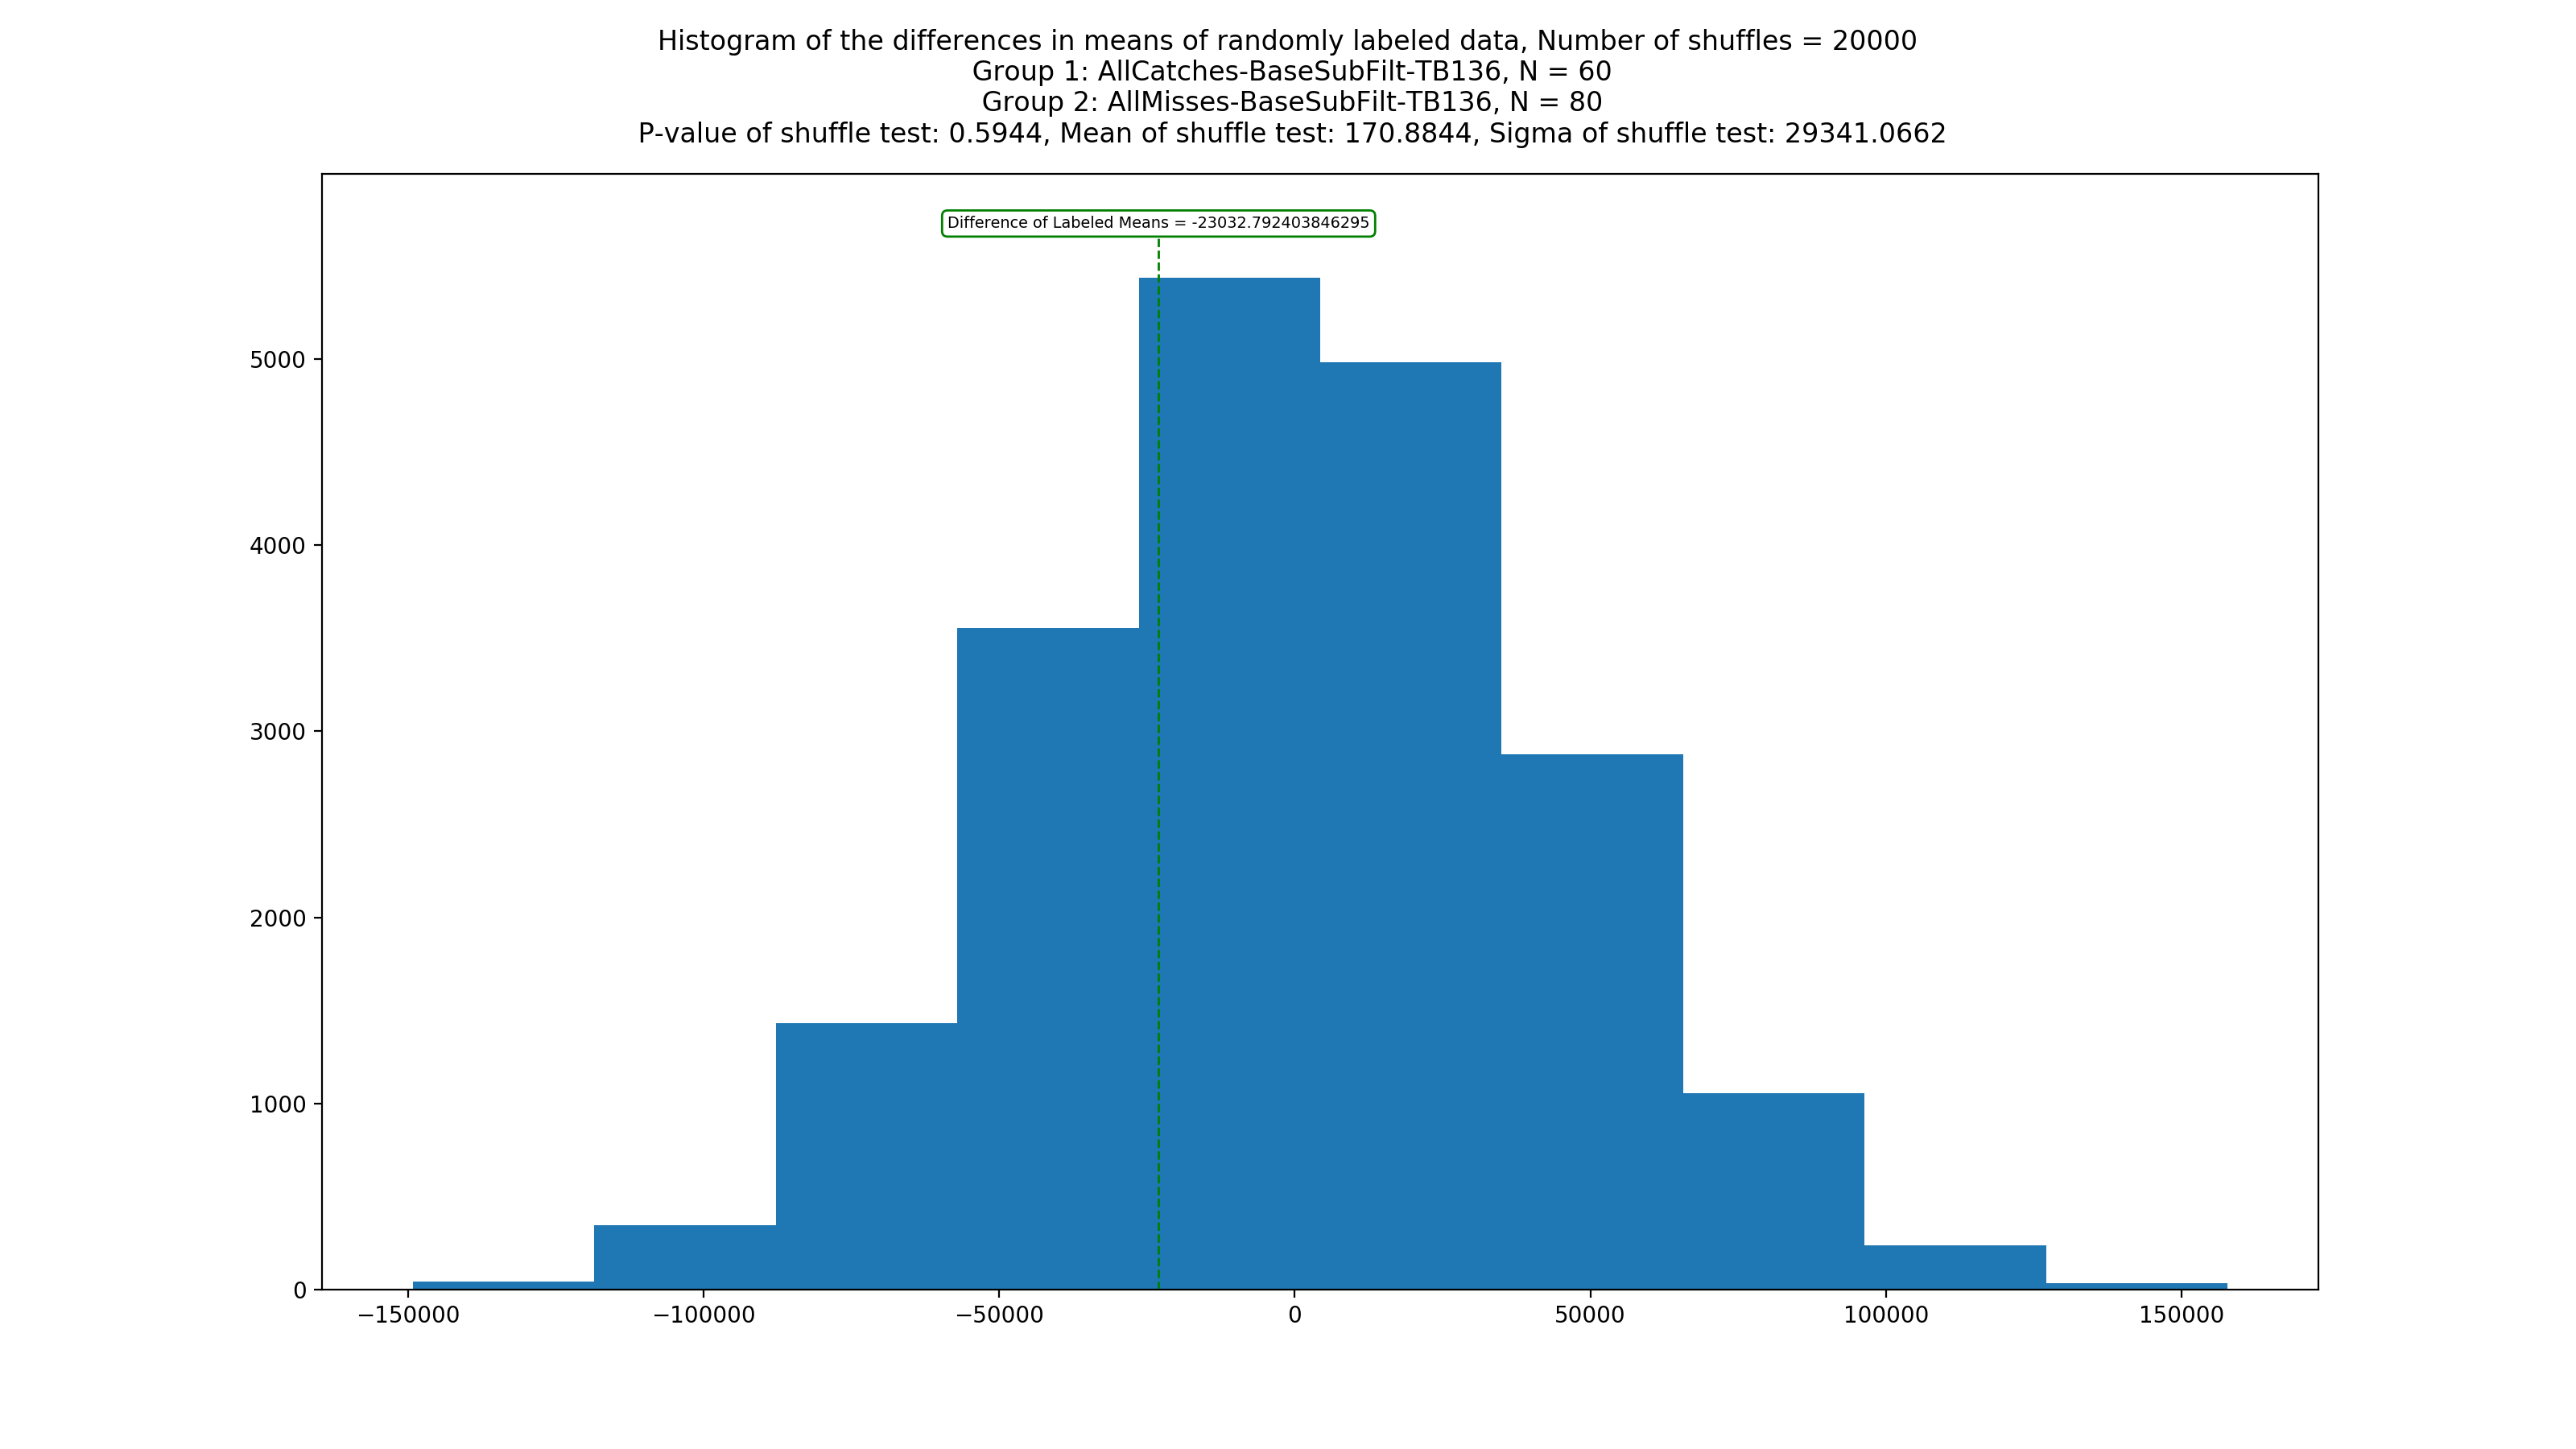 Histogram of the differences in means of randomly labeled data, Number of shuffles = 20000
Group 1: AllCatches-BaseSubFilt-TB136, N = 60
Group 2: AllMisses-BaseSubFilt-TB136, N = 80
P-value of shuffle test: 0.5944, Mean of shuffle test: 170.8844, Sigma of shuffle test: 29341.0662
Difference of Labeled Means = -23032.792403846295
5000
4000
3000
2000
1000
0
−150000 −100000 −50000 0 50000 100000 150000